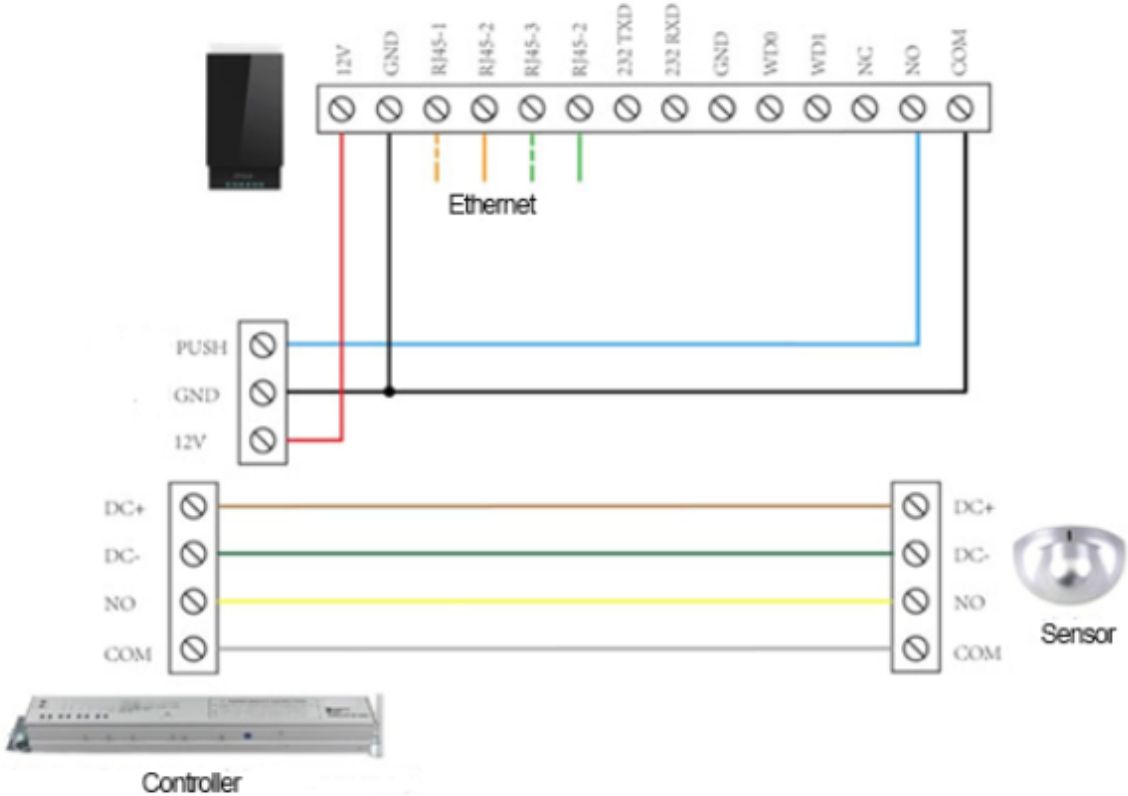 12V
GND
RJ45-1
RJ45-2
RJ45-3
RJ45-2
232 TXD
232 RXD
GND
WD0
WD1
NC
NO
COM
Ethernet
PUSH
GND
12V
DC+
DC-
NO
COM
DC+
DC-
NO
COM
Sensor
Controller